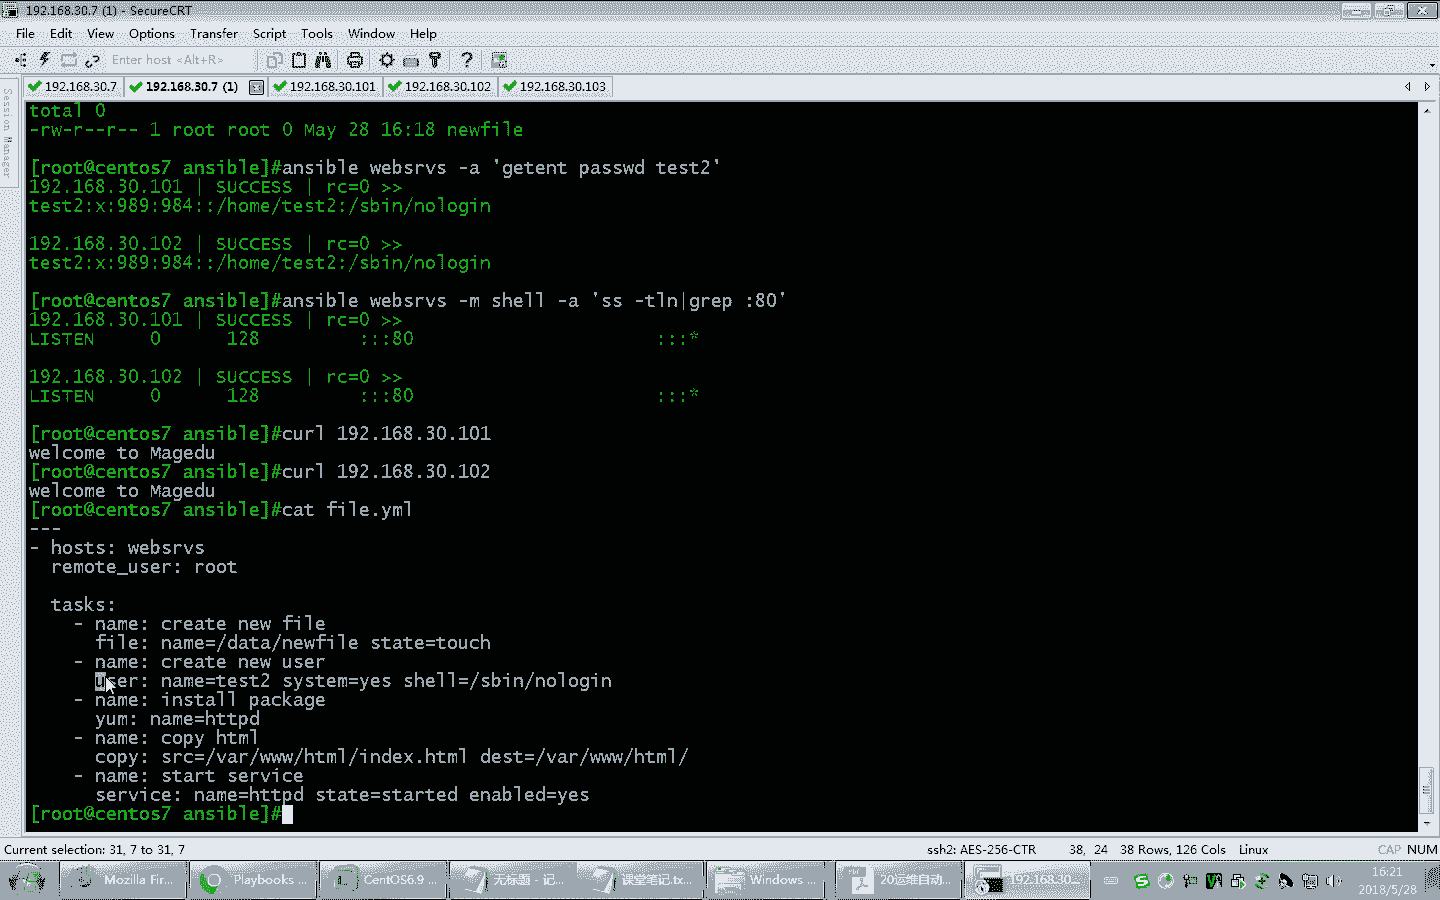 192.168.30.7 (1) - SecureCRT
File Edit View Options Transfer Script Tools Window Help
Enter host <Alt+R>
192.168.30.7 192.168.30.7 (1) 192.168.30.101 192.168.30.102 192.168.30.103
Session Manager
total 0
-rw-r--r-- 1 root root 0 May 28 16:18 newfile
[root@centos7 ansible]#ansible websrvs -a 'getent passwd test2'
192.168.30.101 | SUCCESS | rc=0 >>
test2:x:989:984::/home/test2:/sbin/nologin
192.168.30.102 | SUCCESS | rc=0 >>
test2:x:989:984::/home/test2:/sbin/nologin
[root@centos7 ansible]#ansible websrvs -m shell -a 'ss -tln|grep :80'
192.168.30.101 | SUCCESS | rc=0 >>
LISTEN 0 128 :::80 :::*
192.168.30.102 | SUCCESS | rc=0 >>
LISTEN 0 128 :::80 :::*
[root@centos7 ansible]#curl 192.168.30.101
welcome to Magedu
[root@centos7 ansible]#curl 192.168.30.102
welcome to Magedu
[root@centos7 ansible]#cat file.yml
---
- hosts: websrvs
remote_user: root
tasks:
- name: create new file
file: name=/data/newfile state=touch
- name: create new user
user: name=test2 system=yes shell=/sbin/nologin
- name: install package
yum: name=httpd
- name: copy html
copy: src=/var/www/html/index.html dest=/var/www/html/
- name: start service
service: name=httpd state=started enabled=yes
[root@centos7 ansible]#
Current selection: 31, 7 to 31, 7 ssh2: AES-256-CTR 38, 24 38 Rows, 126 Cols Linux CAP NUM
Mozilla Fir... Playbooks ... CentOS6.9 ... 无标题 - 记... 课堂笔记.tx... Windows ... 20运维自动... 192.168.30...
16:21
2018/5/28